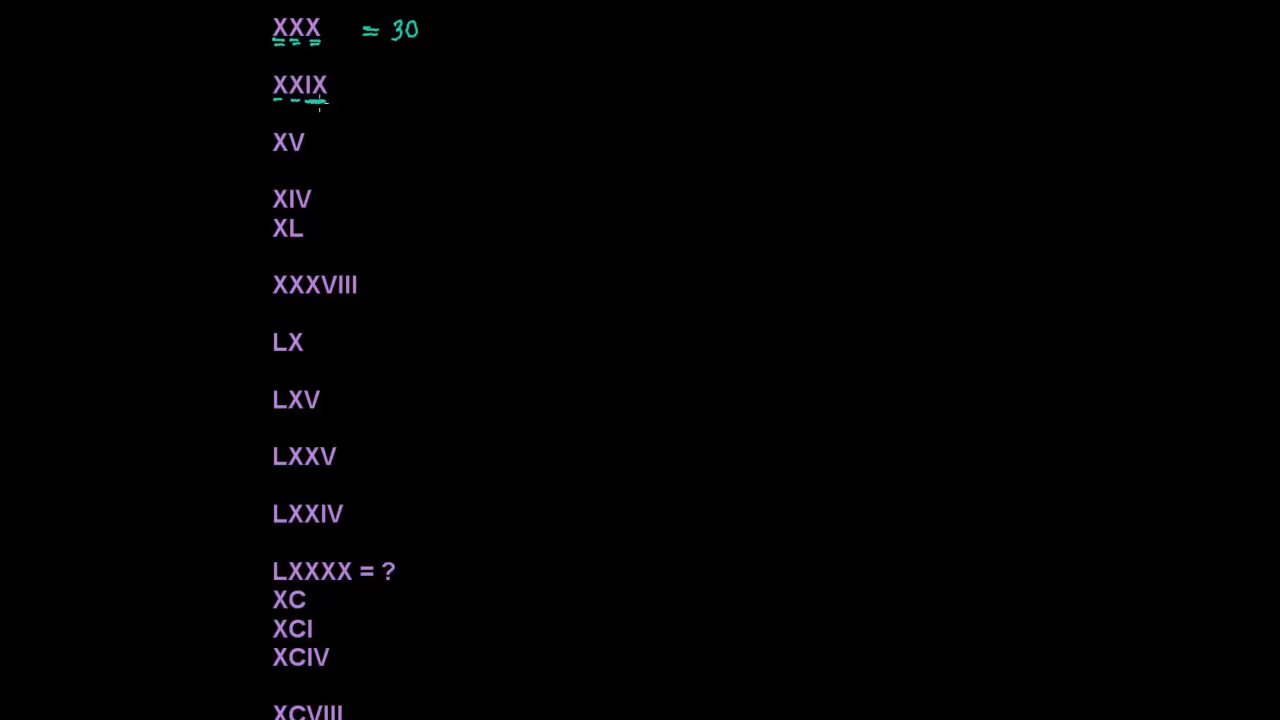 XXX = 30
XXIX
XV
XIV
XL
XXXVIII
LX
LXV
LXXV
LXXIV
LXXXX = ?
XC
XCI
XCIV
XCVIII